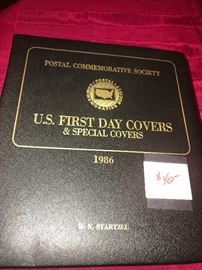 POSTAL COMMEMORATIVE SOCIETY
U.S. FIRST DAY COVERS
& SPECIAL COVERS
1986
$40-
D. N. STARTZEL